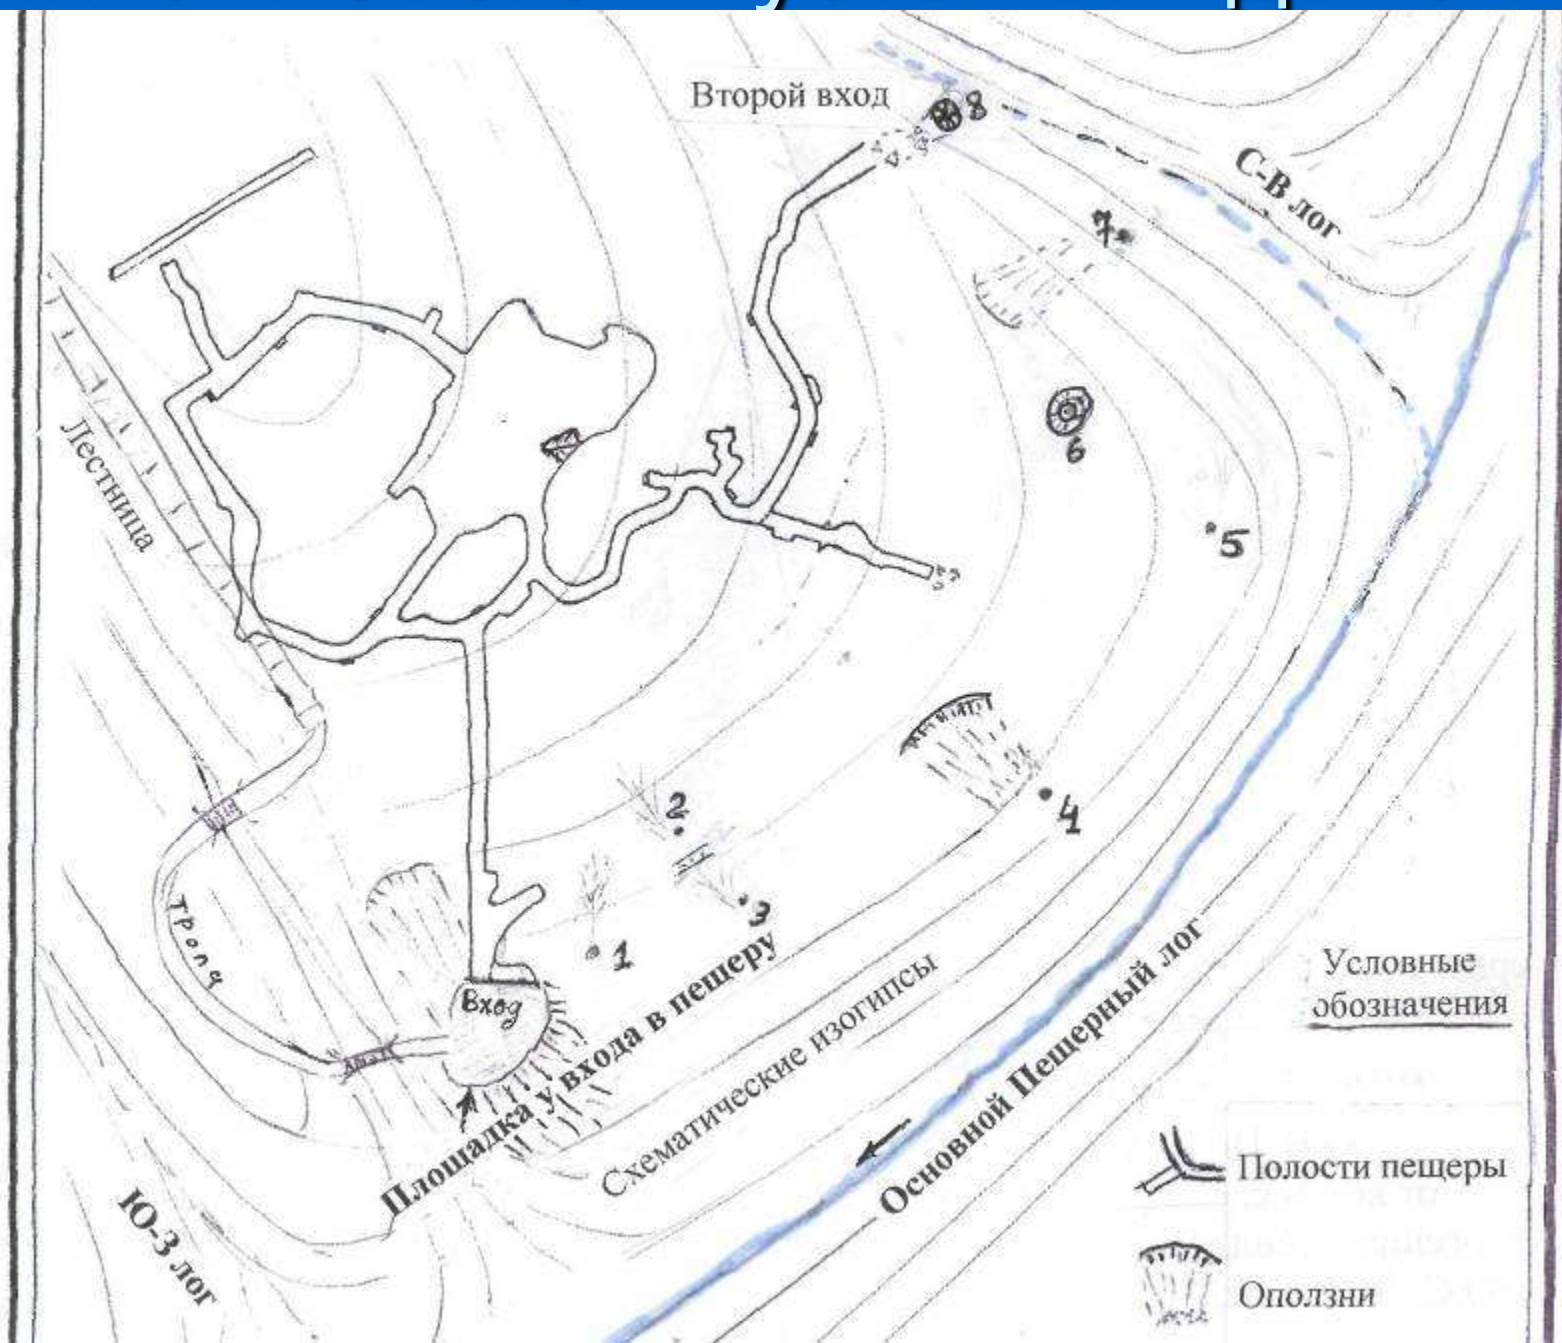 Второй вход
8
С-В лог
7
6
5
Лестница
4
2
3
1
тропа
Вход
Площадка у входа в пещеру
Схематические изогипсы
Основной Пещерный лог
Ю-З лог
Условные
обозначения
Полости пещеры
Оползни